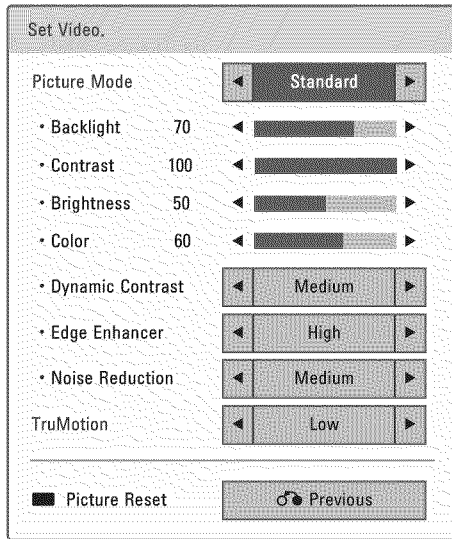 Set Video.
Picture Mode Standard
• Backlight 70
• Contrast 100
• Brightness 50
• Color 60
• Dynamic Contrast Medium
• Edge Enhancer High
• Noise Reduction Medium
TruMotion Low
Picture Reset Previous